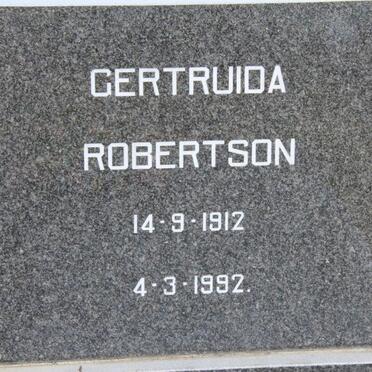 GERTRUIDA
ROBERTSON
14-9-1912
4-3-1992.